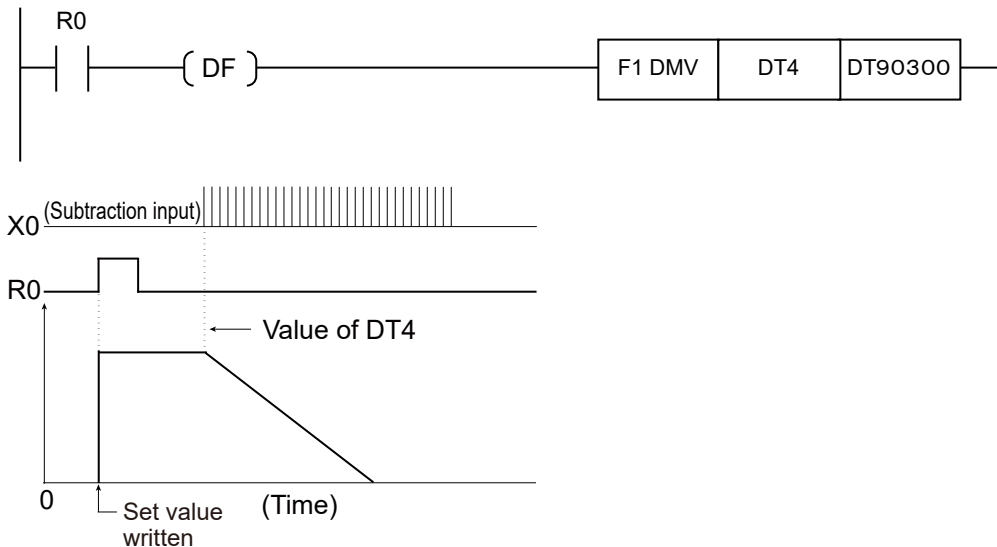 R0
DF
F1 DMV DT4 DT90300
(Subtraction input)
X0
R0
Value of DT4
0
(Time)
Set value
written